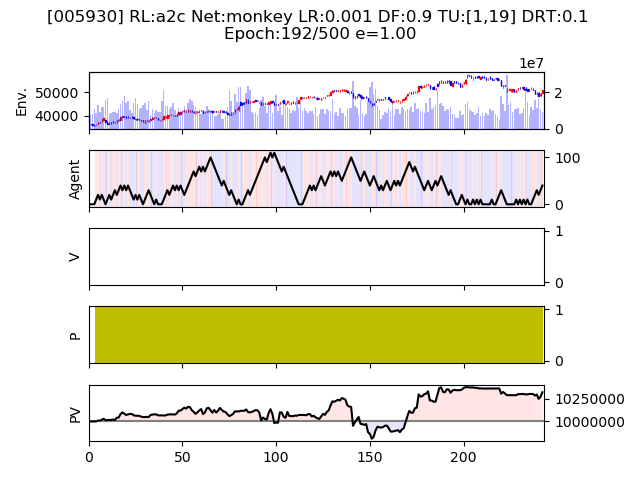 [005930] RL:a2c Net:monkey LR:0.001 DF:0.9 TU:[1,19] DRT:0.1
Epoch:192/500 e=1.00
1e7
Env.
50000
40000
2
0
Agent
100
0
V
1
0
P
1
0
PV
10250000
10000000
0
50
100
150
200